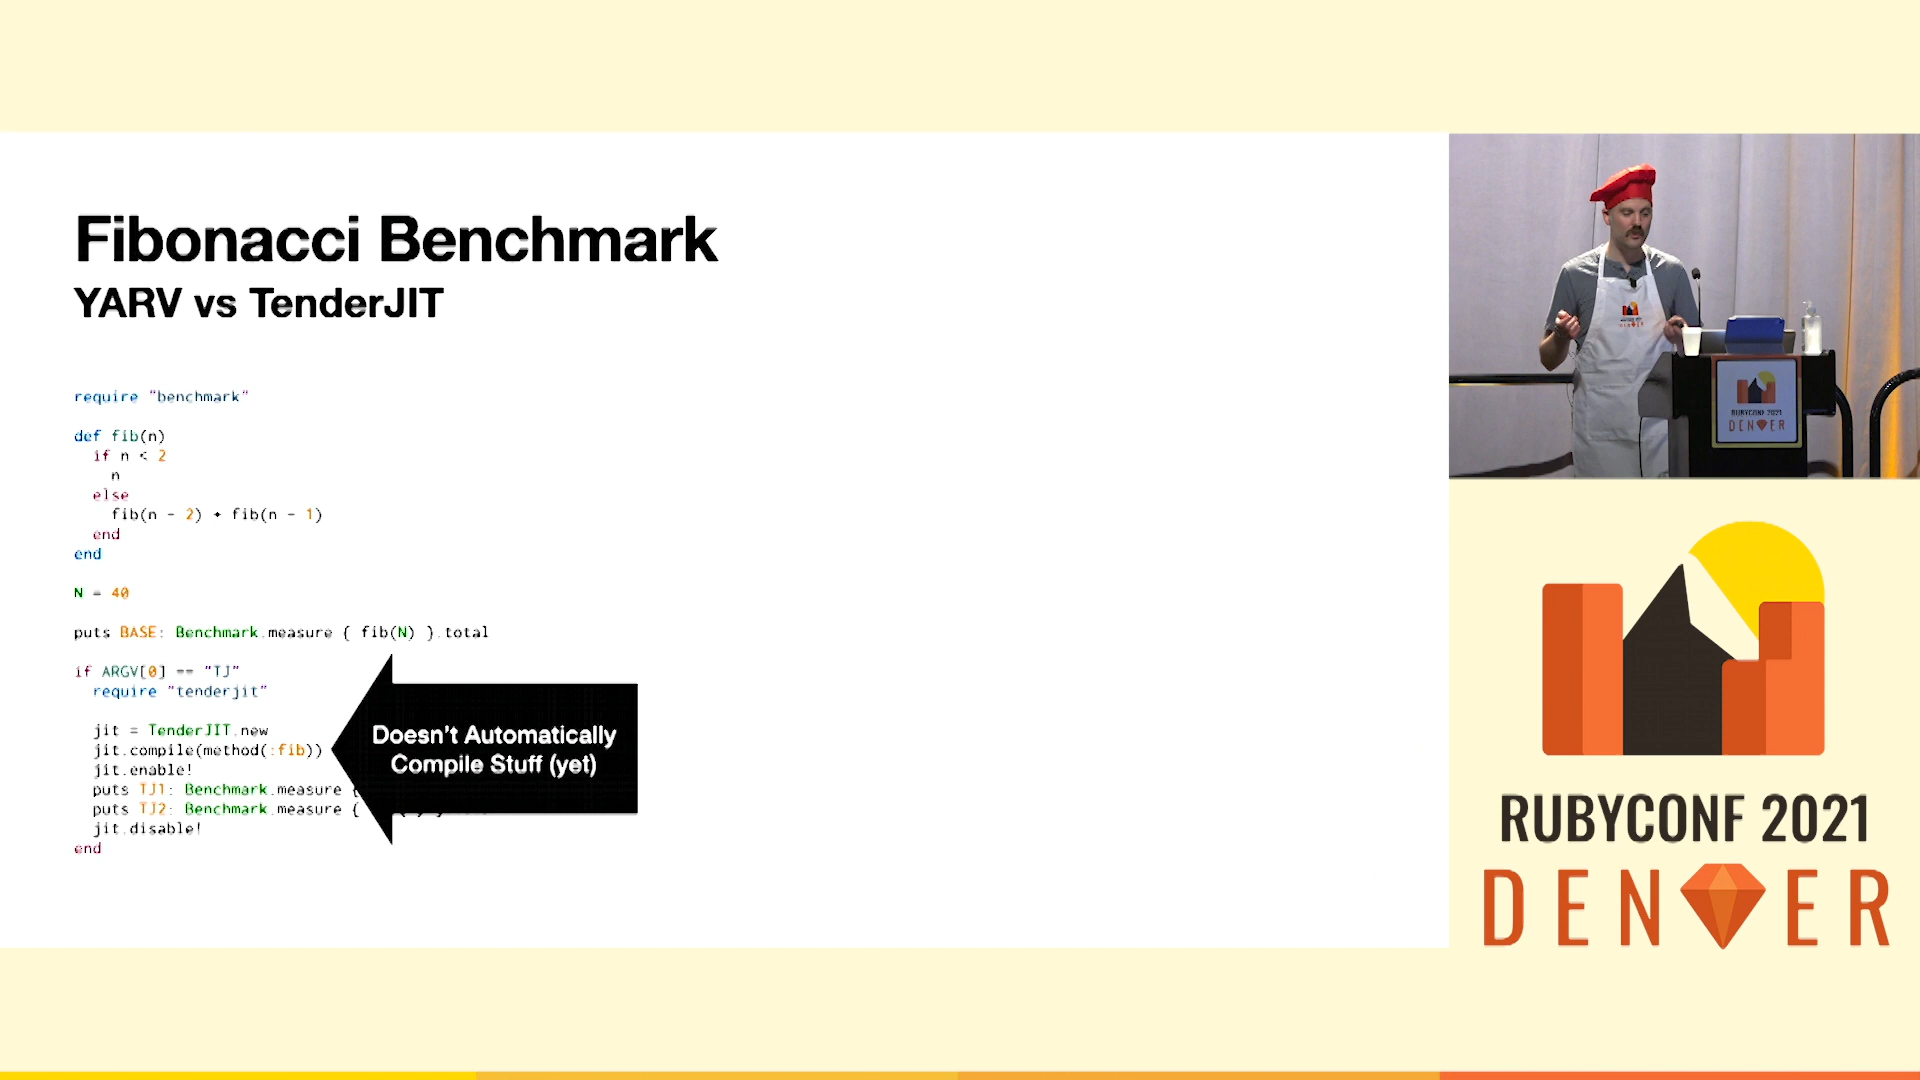 Fibonacci Benchmark
YARV vs TenderJIT
require "benchmark"
def fib(n)
if n < 2
n
else
fib(n - 2) + fib(n - 1)
end
end
N = 40
puts BASE: Benchmark.measure { fib(N) }.total
if ARGV[0] == "TJ"
require "tenderjit"
jit = TenderJIT.new
jit.compile(method(:fib))
jit.enable!
puts TJ1: Benchmark.measure {
puts TJ2: Benchmark.measure {
jit.disable!
end
Doesn't Automatically
Compile Stuff (yet)
RUBYCONF 2021
DENVER
RUBYCONF 2021
DENVER